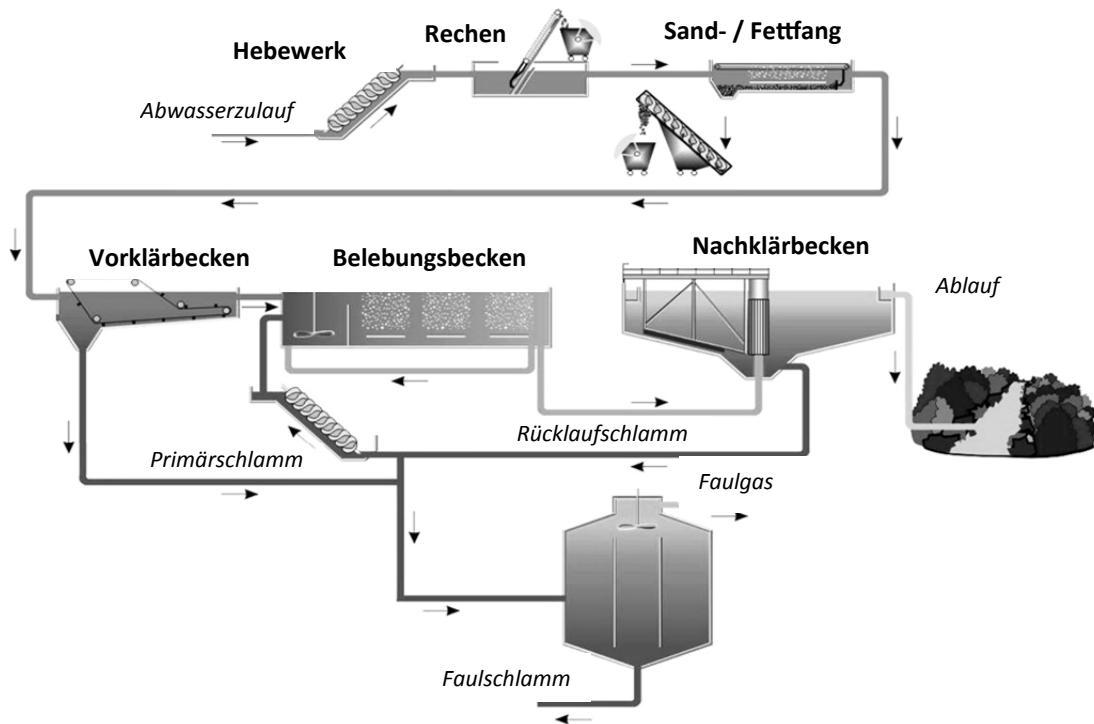 Hebewerk
Rechen
Sand- / Fettfang
Abwasserzulauf
Vorklärbecken
Belebungsbecken
Nachklärbecken
Ablauf
Rücklaufschlamm
Primärschlamm
Faulgas
Faulschlamm